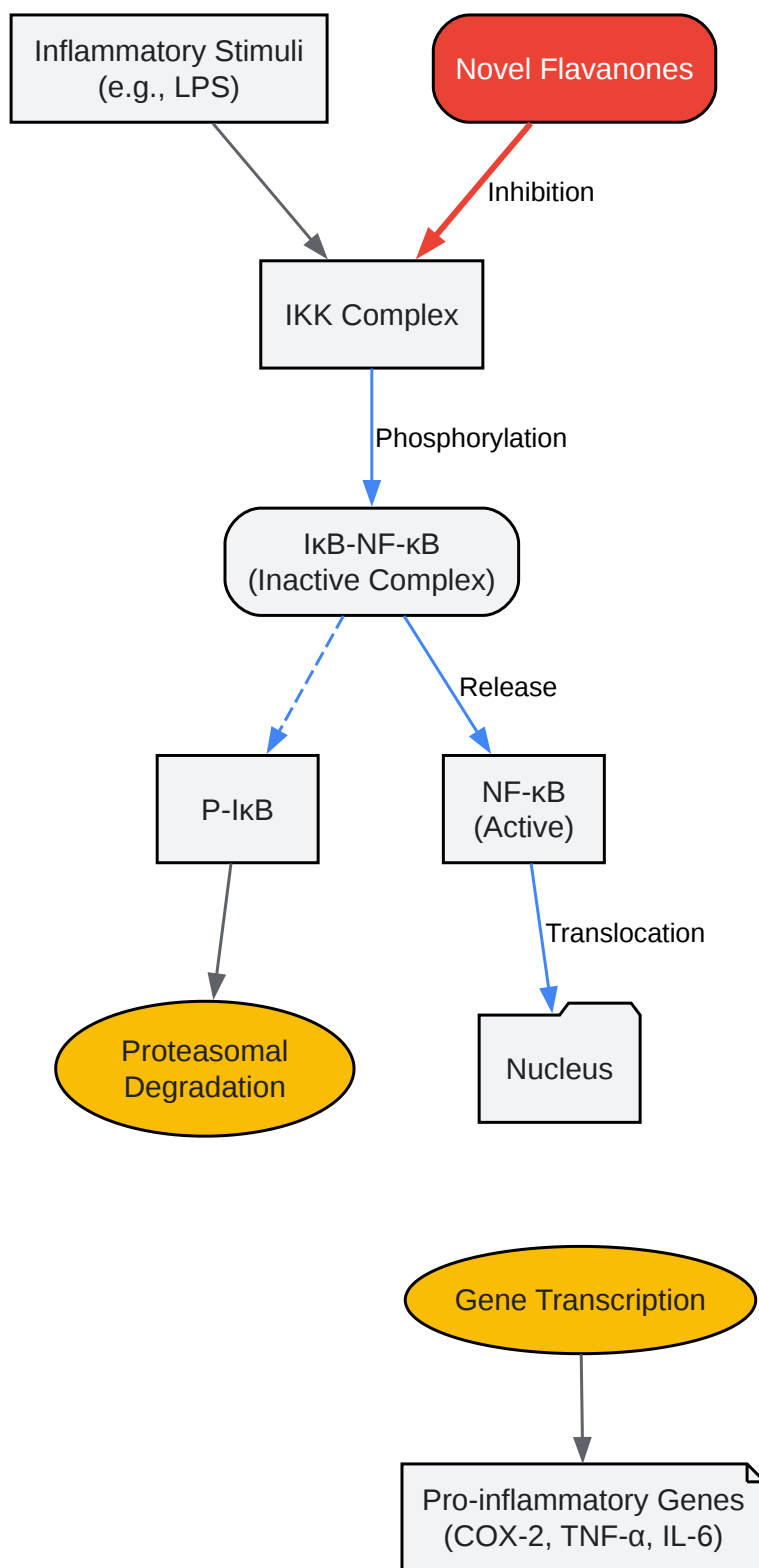 Inflammatory Stimuli
(e.g., LPS)
Novel Flavanones
Inhibition
IKK Complex
Phosphorylation
IκB-NF-κB
(Inactive Complex)
Release
P-IκB
NF-κB
(Active)
Translocation
Proteasomal
Degradation
Nucleus
Gene Transcription
Pro-inflammatory Genes
(COX-2, TNF-α, IL-6)